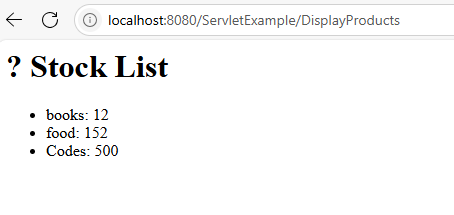 localhost:8080/ServletExample/DisplayProducts
? Stock List
• books: 12
• food: 152
• Codes: 500